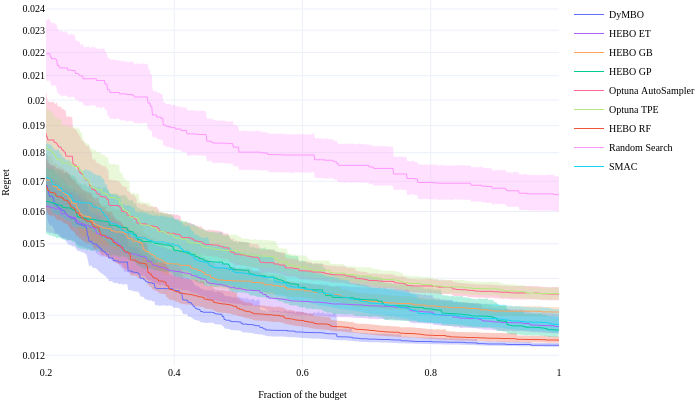 0.024
0.023
0.022
0.021
0.02
0.019
0.018
0.017
0.016
0.015
0.014
0.013
0.012
Regret
0.2
0.4
0.6
0.8
1
Fraction of the budget
DyMBO
HEBO ET
HEBO GB
HEBO GP
Optuna AutoSampler
Optuna TPE
HEBO RF
Random Search
SMAC